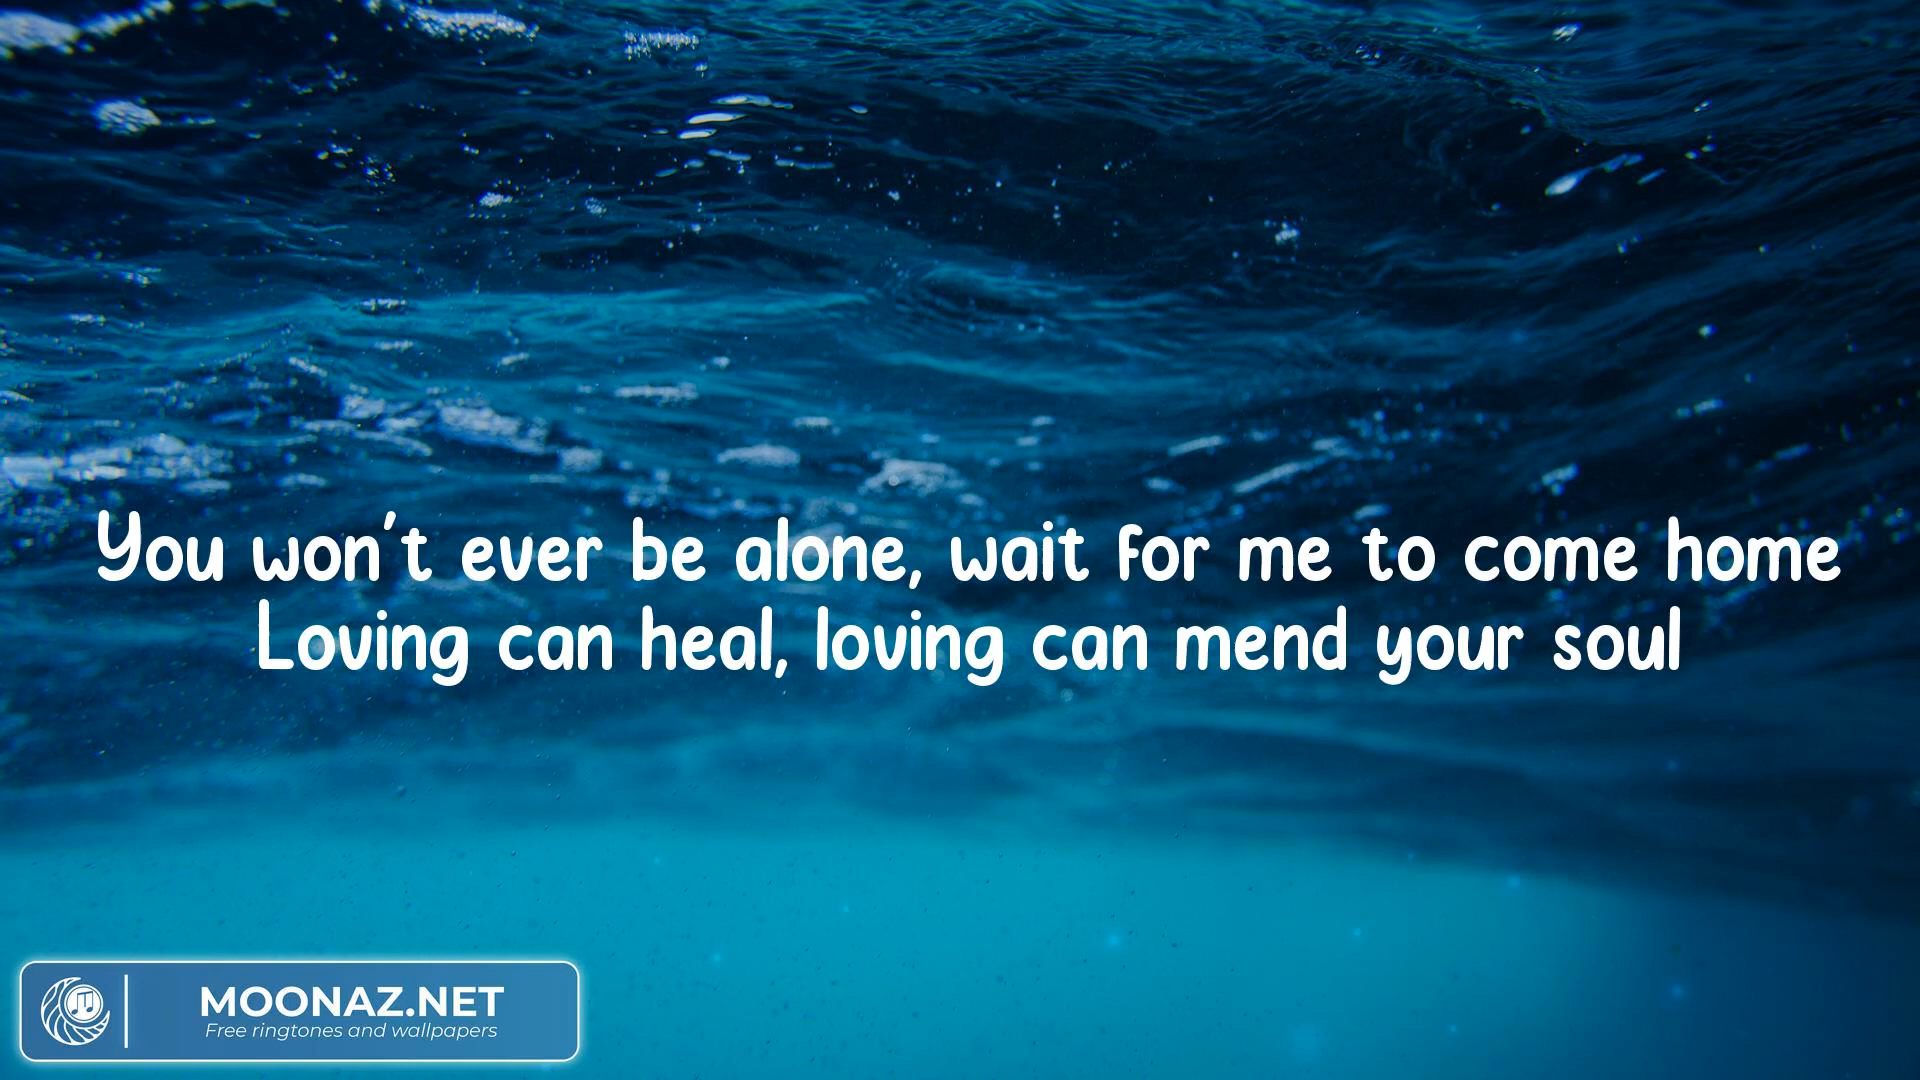 You won't ever be alone, wait for me to come home
Loving can heal, loving can mend your soul
MOONAZ.NET
Free ringtones and wallpapers